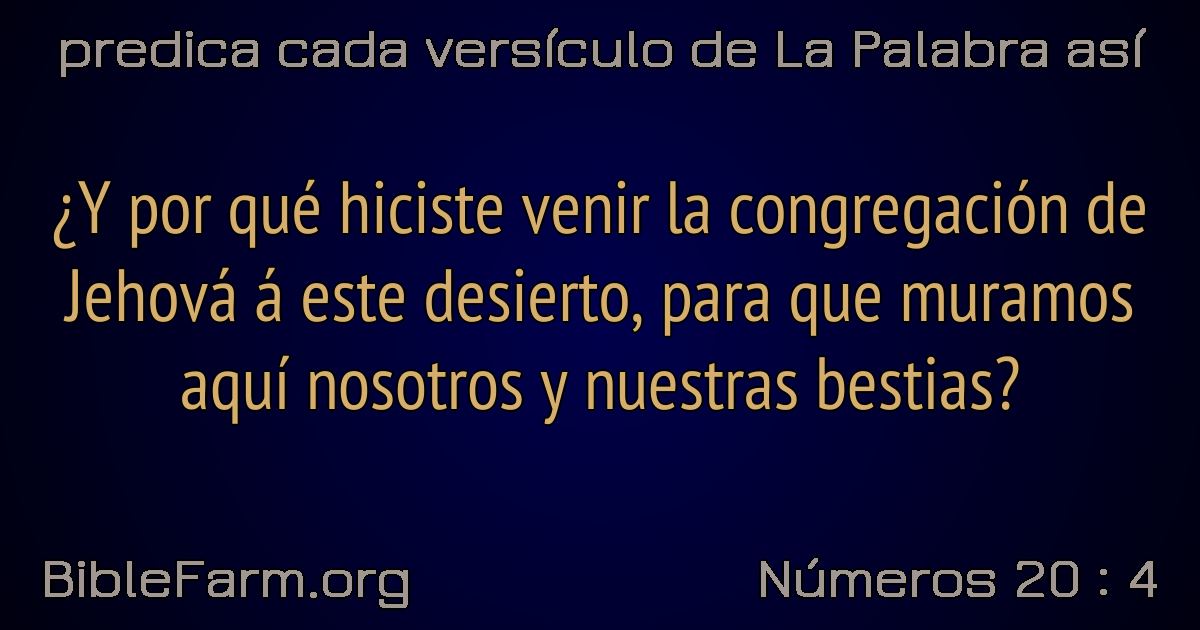 predica cada versículo de La Palabra así
¿Y por qué hiciste venir la congregación de
Jehová á este desierto, para que muramos
aquí nosotros y nuestras bestias?
BibleFarm.org
Números 20 : 4